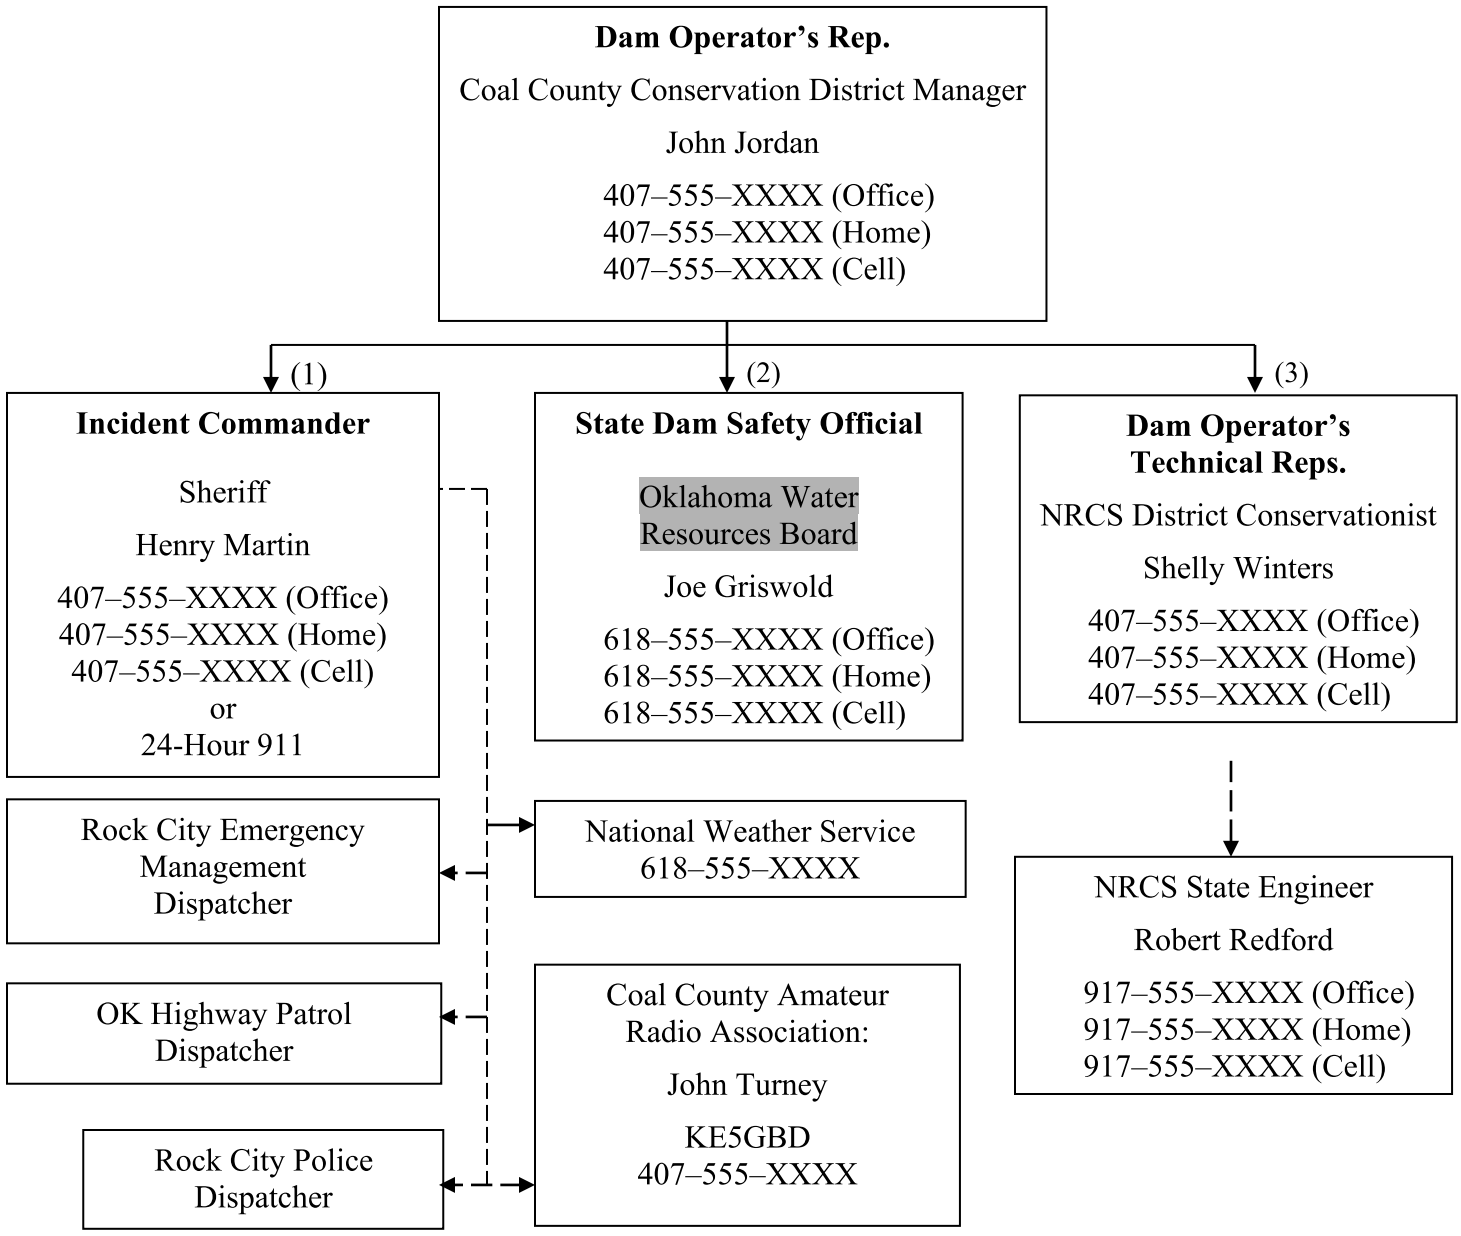 Dam Operator’s Rep.
Coal County Conservation District Manager
John Jordan
407–555–XXXX (Office)
407–555–XXXX (Home)
407–555–XXXX (Cell)
(1)
(2)
(3)
Incident Commander
Sheriff
Henry Martin
407–555–XXXX (Office)
407–555–XXXX (Home)
407–555–XXXX (Cell)
or
24-Hour 911
State Dam Safety Official
Oklahoma Water
Resources Board
Joe Griswold
618–555–XXXX (Office)
618–555–XXXX (Home)
618–555–XXXX (Cell)
Dam Operator’s
Technical Reps.
NRCS District Conservationist
Shelly Winters
407–555–XXXX (Office)
407–555–XXXX (Home)
407–555–XXXX (Cell)
Rock City Emergency
Management
Dispatcher
National Weather Service
618–555–XXXX
NRCS State Engineer
Robert Redford
917–555–XXXX (Office)
917–555–XXXX (Home)
917–555–XXXX (Cell)
OK Highway Patrol
Dispatcher
Coal County Amateur
Radio Association:
John Turney
KE5GBD
407–555–XXXX
Rock City Police
Dispatcher